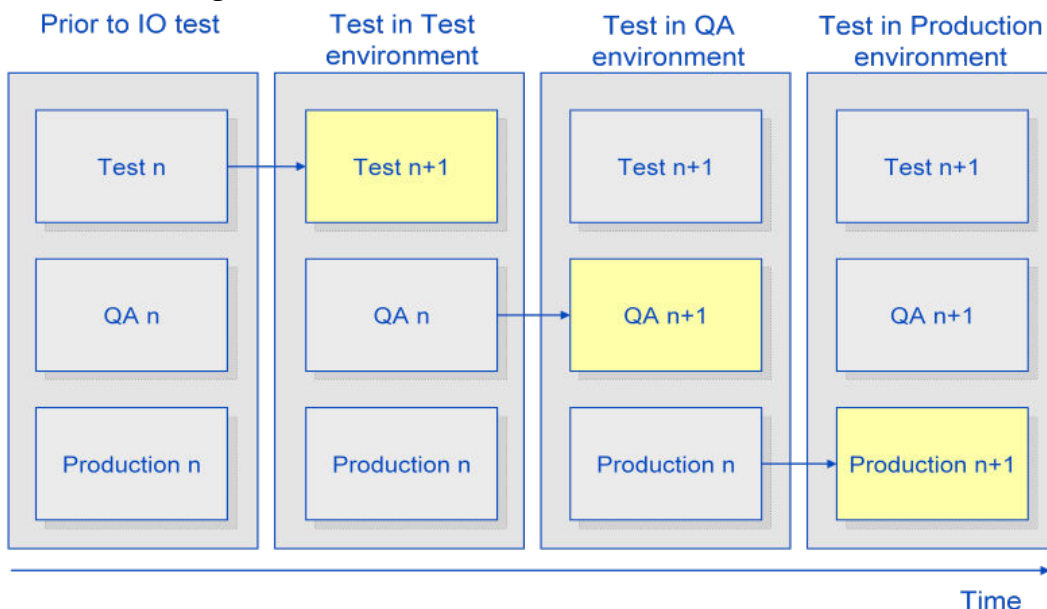 Prior to IO test
Test in Test
environment
Test in QA
environment
Test in Production
environment
Test n
Test n+1
Test n+1
Test n+1
QA n
QA n
QA n+1
QA n+1
Production n
Production n
Production n
Production n+1
Time